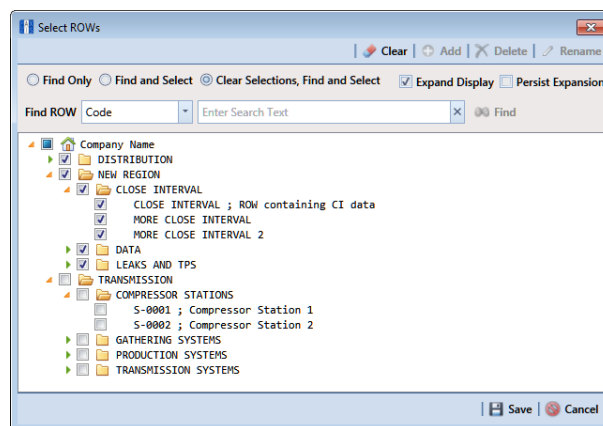 Select ROWs
Clear Add Delete Rename
Find Only Find and Select Clear Selections, Find and Select Expand Display Persist Expansion
Find ROW Code Enter Search Text Find
Company Name
DISTRIBUTION
NEW REGION
CLOSE INTERVAL
CLOSE INTERVAL ; ROW containing CI data
MORE CLOSE INTERVAL
MORE CLOSE INTERVAL 2
DATA
LEAKS AND TPS
TRANSMISSION
COMPRESSOR STATIONS
S-0001 ; Compressor Station 1
S-0002 ; Compressor Station 2
GATHERING SYSTEMS
PRODUCTION SYSTEMS
TRANSMISSION SYSTEMS
Save Cancel